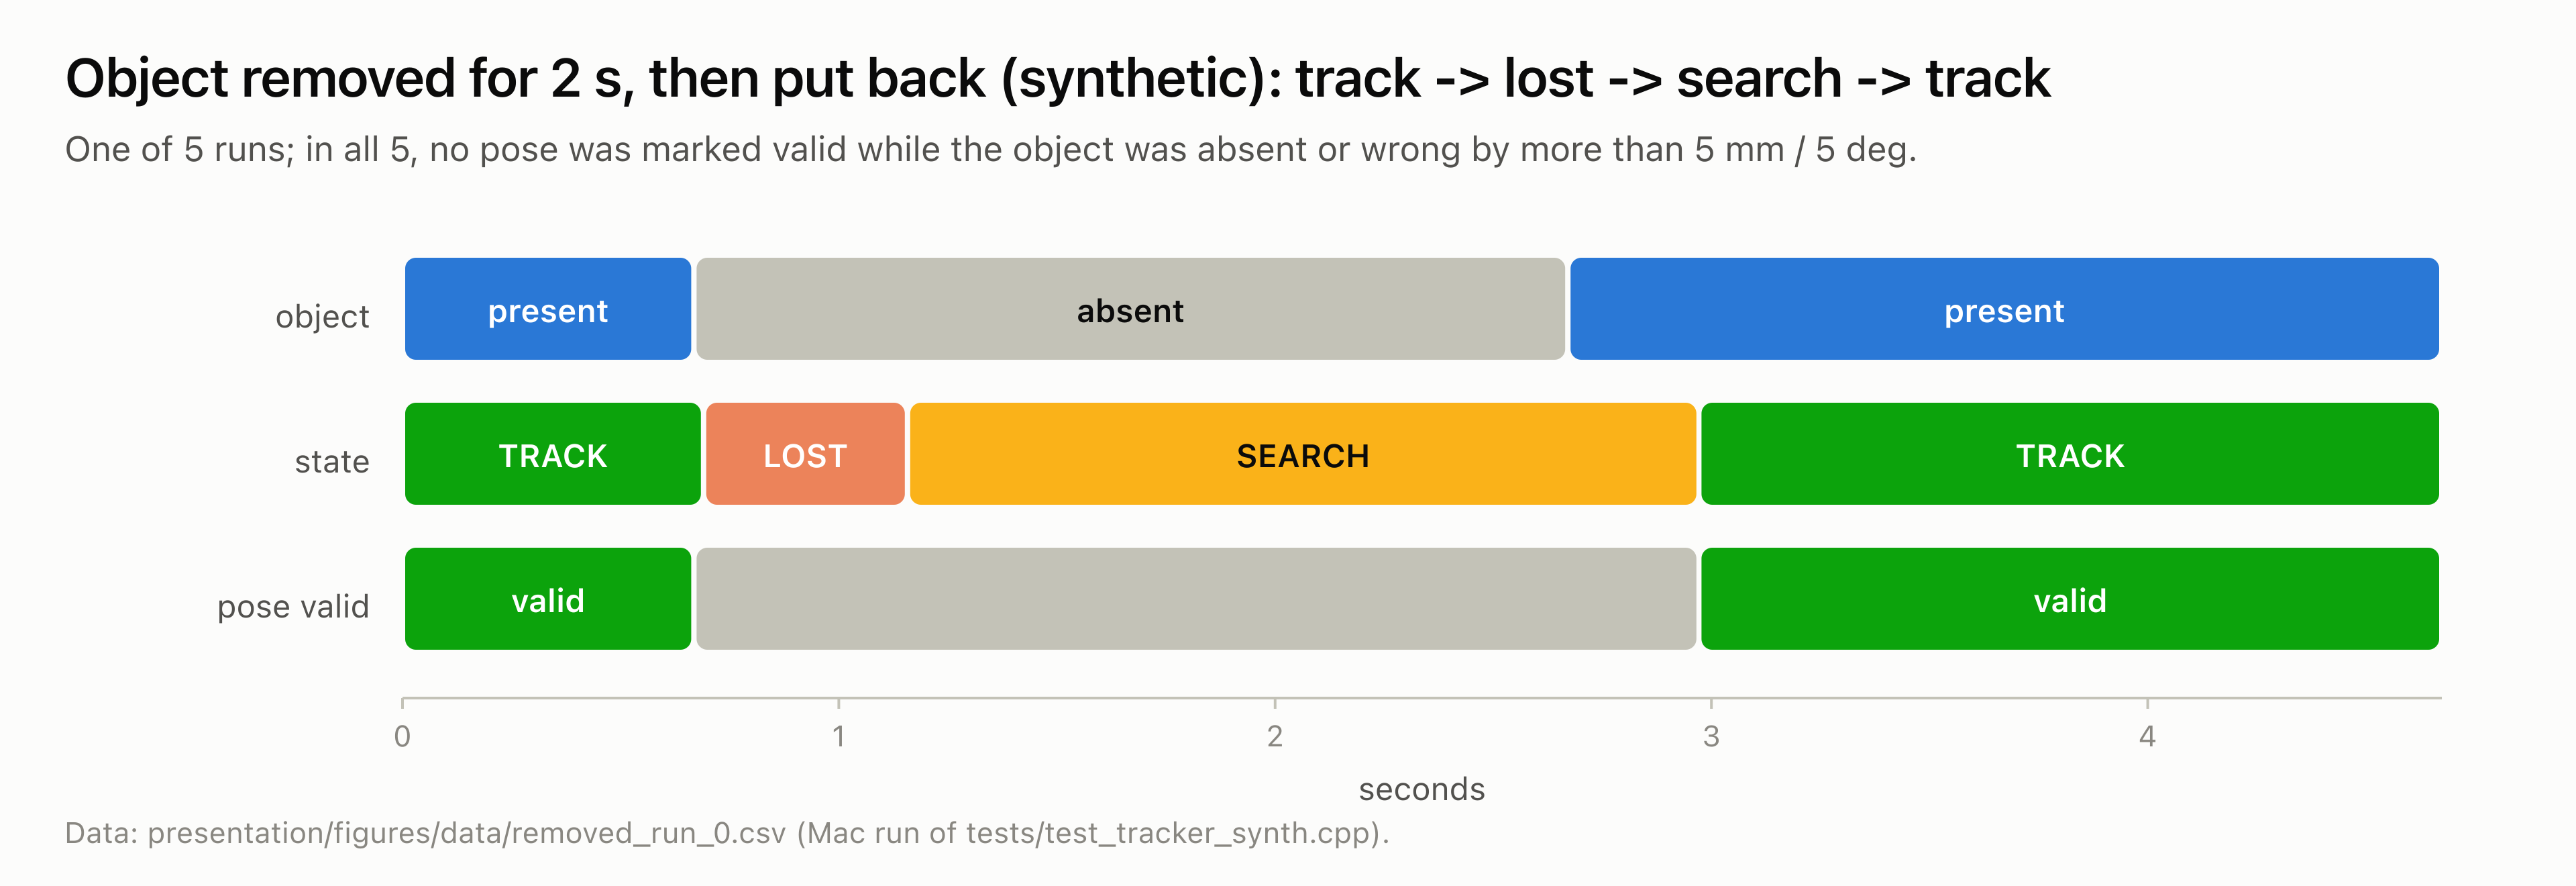 Object removed for 2 s, then put back (synthetic): track -> lost -> search -> track
One of 5 runs; in all 5, no pose was marked valid while the object was absent or wrong by more than 5 mm / 5 deg.
object present absent present
state TRACK LOST SEARCH TRACK
pose valid valid valid
0 1 2 3 4
seconds
Data: presentation/figures/data/removed_run_0.csv (Mac run of tests/test_tracker_synth.cpp).